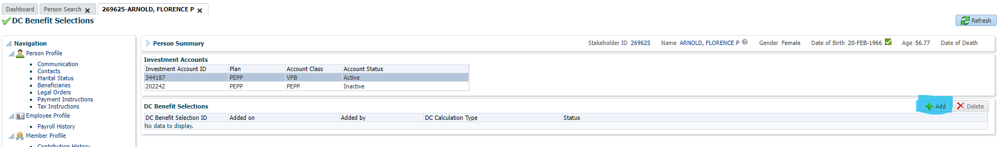 Dashboard Person Search 269625-ARNOLD, FLORENCE P
DC Benefit Selections
Refresh
Navigation
Person Profile
Communication
Contacts
Marital Status
Beneficiaries
Legal Orders
Payment Instructions
Tax Instructions
Employee Profile
Payroll History
Member Profile
Contribution History
Person Summary Stakeholder ID 269625 Name ARNOLD, FLORENCE P Gender Female Date of Birth 20-FEB-1966 Age 56.77 Date of Death
Investment Accounts
Investment Account ID Plan Account Class Account Status
344187 PEPP VPB Active
202242 PEPP PEPP Inactive
DC Benefit Selections Add Delete
DC Benefit Selection ID Added on Added by DC Calculation Type Status
No data to display.